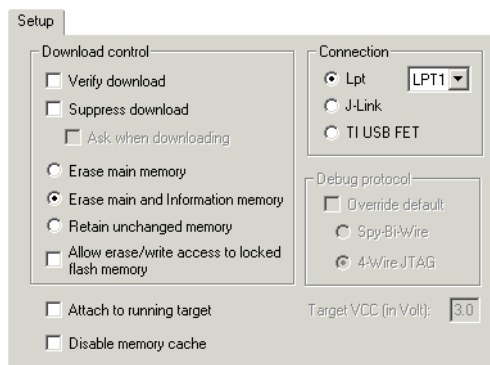 Setup
Download control
Verify download
Suppress download
Ask when downloading
Erase main memory
Erase main and Information memory
Retain unchanged memory
Allow erase/write access to locked
flash memory
Attach to running target
Disable memory cache
Connection
Lpt
LPT1
J-Link
TI USB FET
Debug protocol
Override default
Spy-Bi-Wire
4-Wire JTAG
Target VCC (in Volt):
3.0